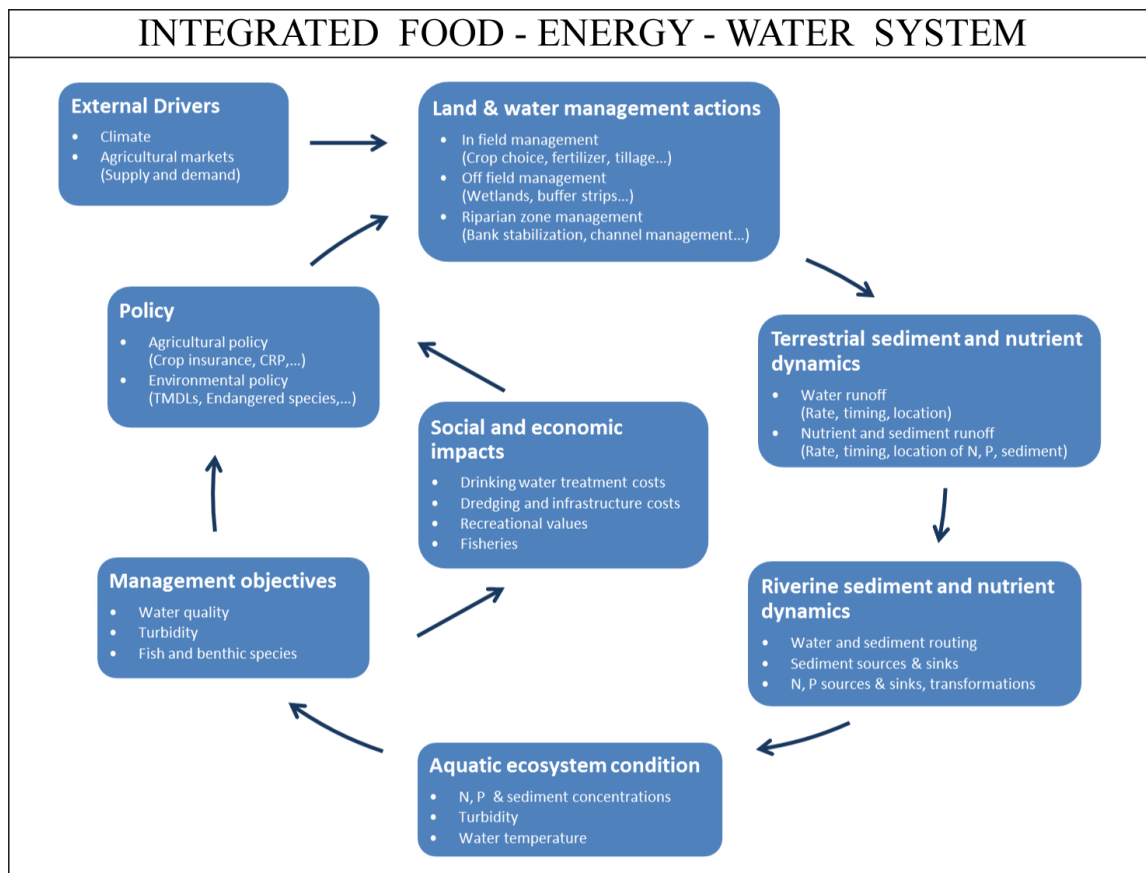 INTEGRATED FOOD - ENERGY - WATER SYSTEM
External Drivers
• Climate
• Agricultural markets
(Supply and demand)
Land & water management actions
• In field management
(Crop choice, fertilizer, tillage...)
• Off field management
(Wetlands, buffer strips...)
• Riparian zone management
(Bank stabilization, channel management...)
Policy
• Agricultural policy
(Crop insurance, CRP,...)
• Environmental policy
(TMDLs, Endangered species,...)
Terrestrial sediment and nutrient
dynamics
• Water runoff
(Rate, timing, location)
• Nutrient and sediment runoff
(Rate, timing, location of N, P, sediment)
Social and economic
impacts
• Drinking water treatment costs
• Dredging and infrastructure costs
• Recreational values
• Fisheries
Management objectives
• Water quality
• Turbidity
• Fish and benthic species
Riverine sediment and nutrient
dynamics
• Water and sediment routing
• Sediment sources & sinks
• N, P sources & sinks, transformations
Aquatic ecosystem condition
• N, P & sediment concentrations
• Turbidity
• Water temperature